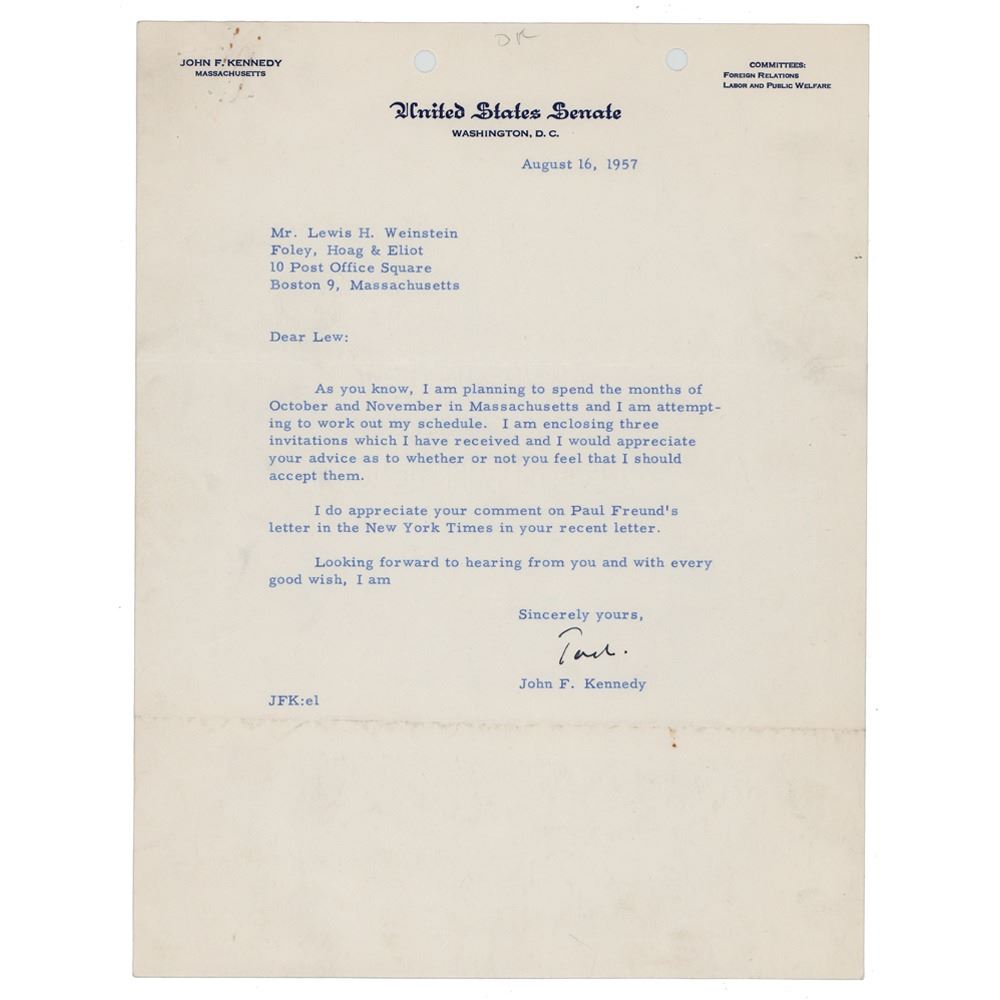 OK
JOHN F. KENNEDY
MASSACHUSETTS
COMMITTEES:
FOREIGN RELATIONS
LABOR AND PUBLIC WELFARE
United States Senate
WASHINGTON, D. C.
August 16, 1957
Mr. Lewis H. Weinstein
Foley, Hoag & Eliot
10 Post Office Square
Boston 9, Massachusetts
Dear Lew:
As you know, I am planning to spend the months of
October and November in Massachusetts and I am attempt-
ing to work out my schedule. I am enclosing three
invitations which I have received and I would appreciate
your advice as to whether or not you feel that I should
accept them.
I do appreciate your comment on Paul Freund's
letter in the New York Times in your recent letter.
Looking forward to hearing from you and with every
good wish, I am
Sincerely yours,
John F. Kennedy
JFK:el